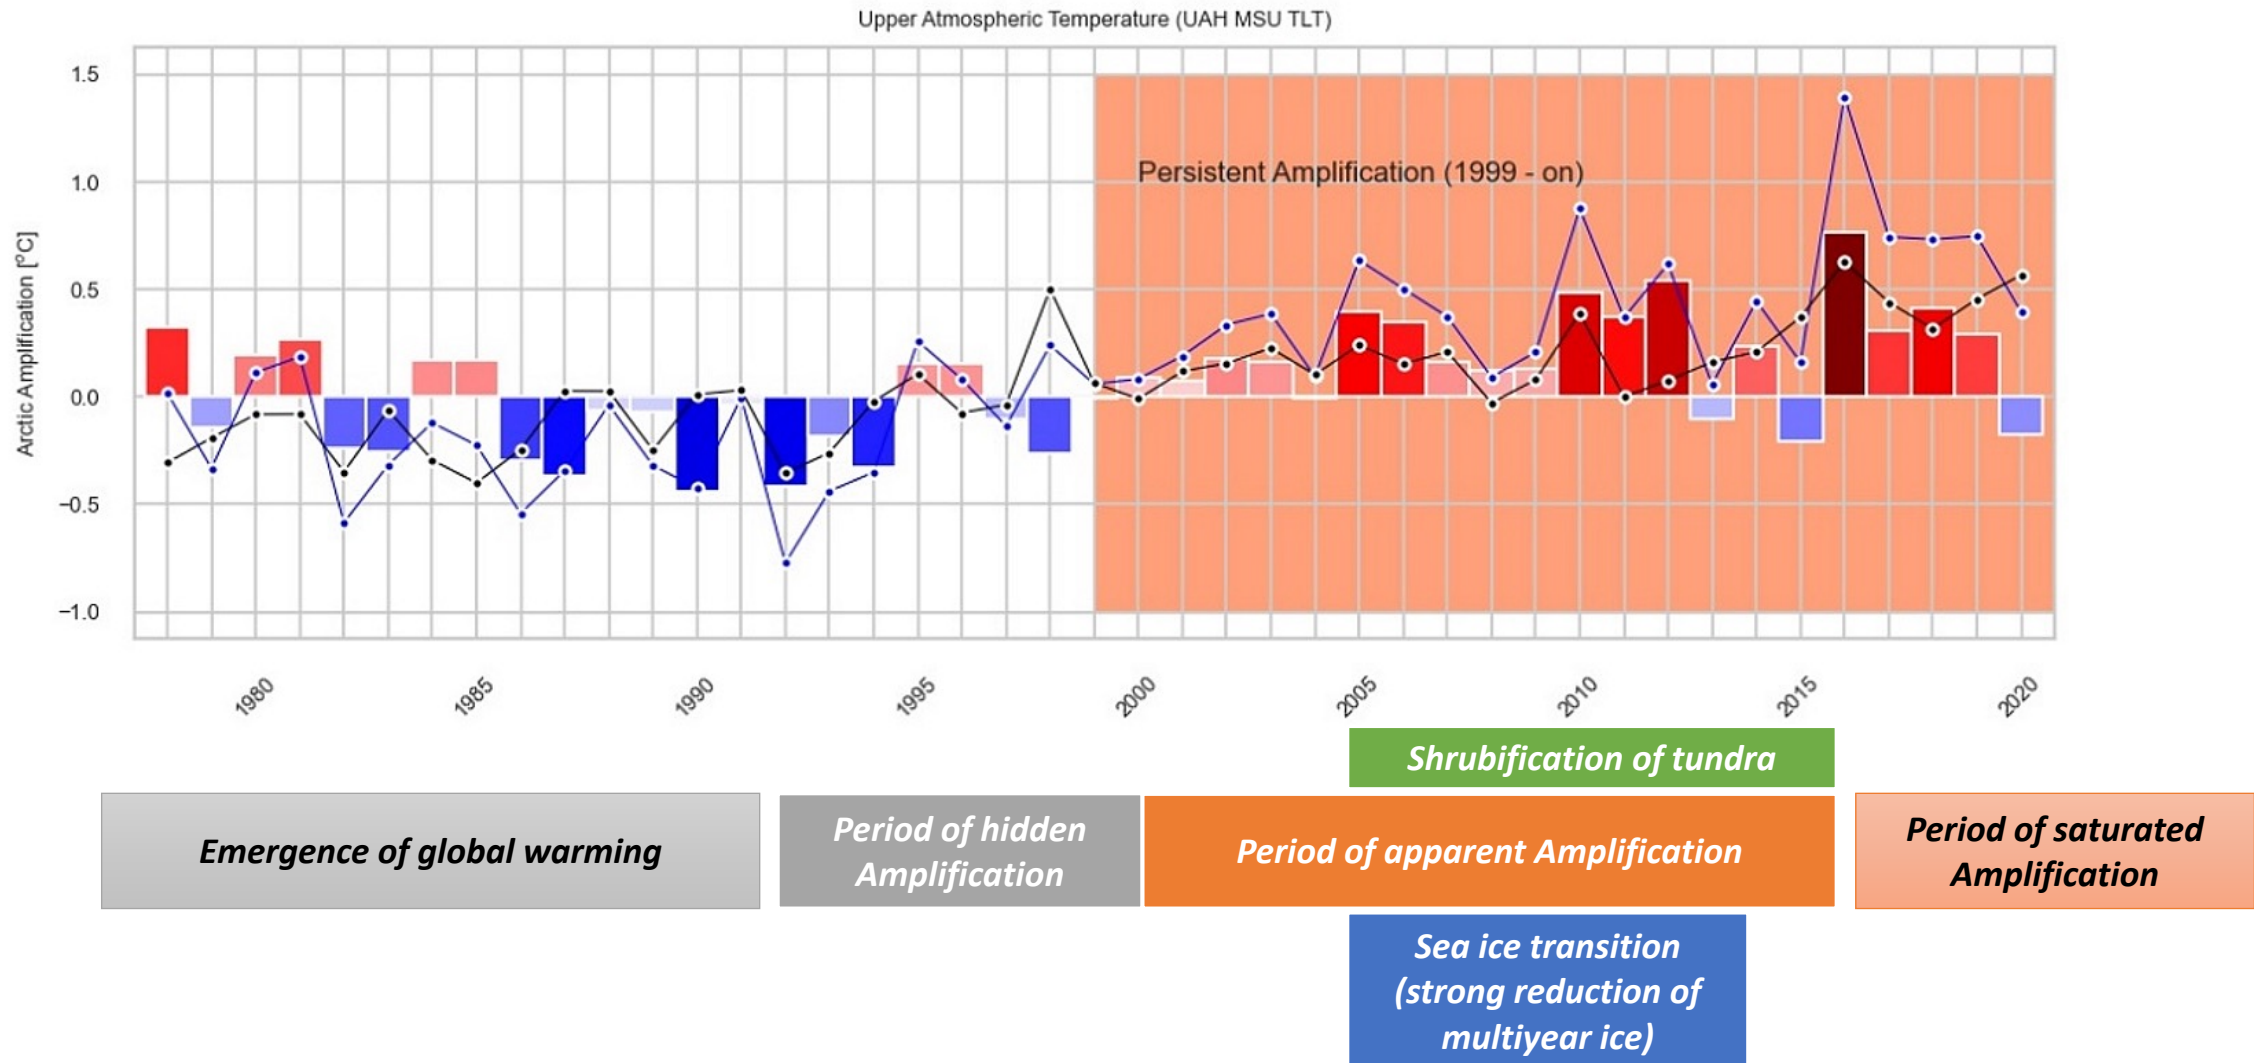 Upper Atmospheric Temperature (UAH MSU TLT)
1.5
1.0
0.5
0.0
−0.5
−1.0
Arctic Amplification [°C]
Persistent Amplification (1999 - on)
1980
1985
1990
1995
2000
2005
2010
2015
2020
Shrubification of tundra
Emergence of global warming
Period of hidden
Amplification
Period of apparent Amplification
Period of saturated
Amplification
Sea ice transition
(strong reduction of
multiyear ice)